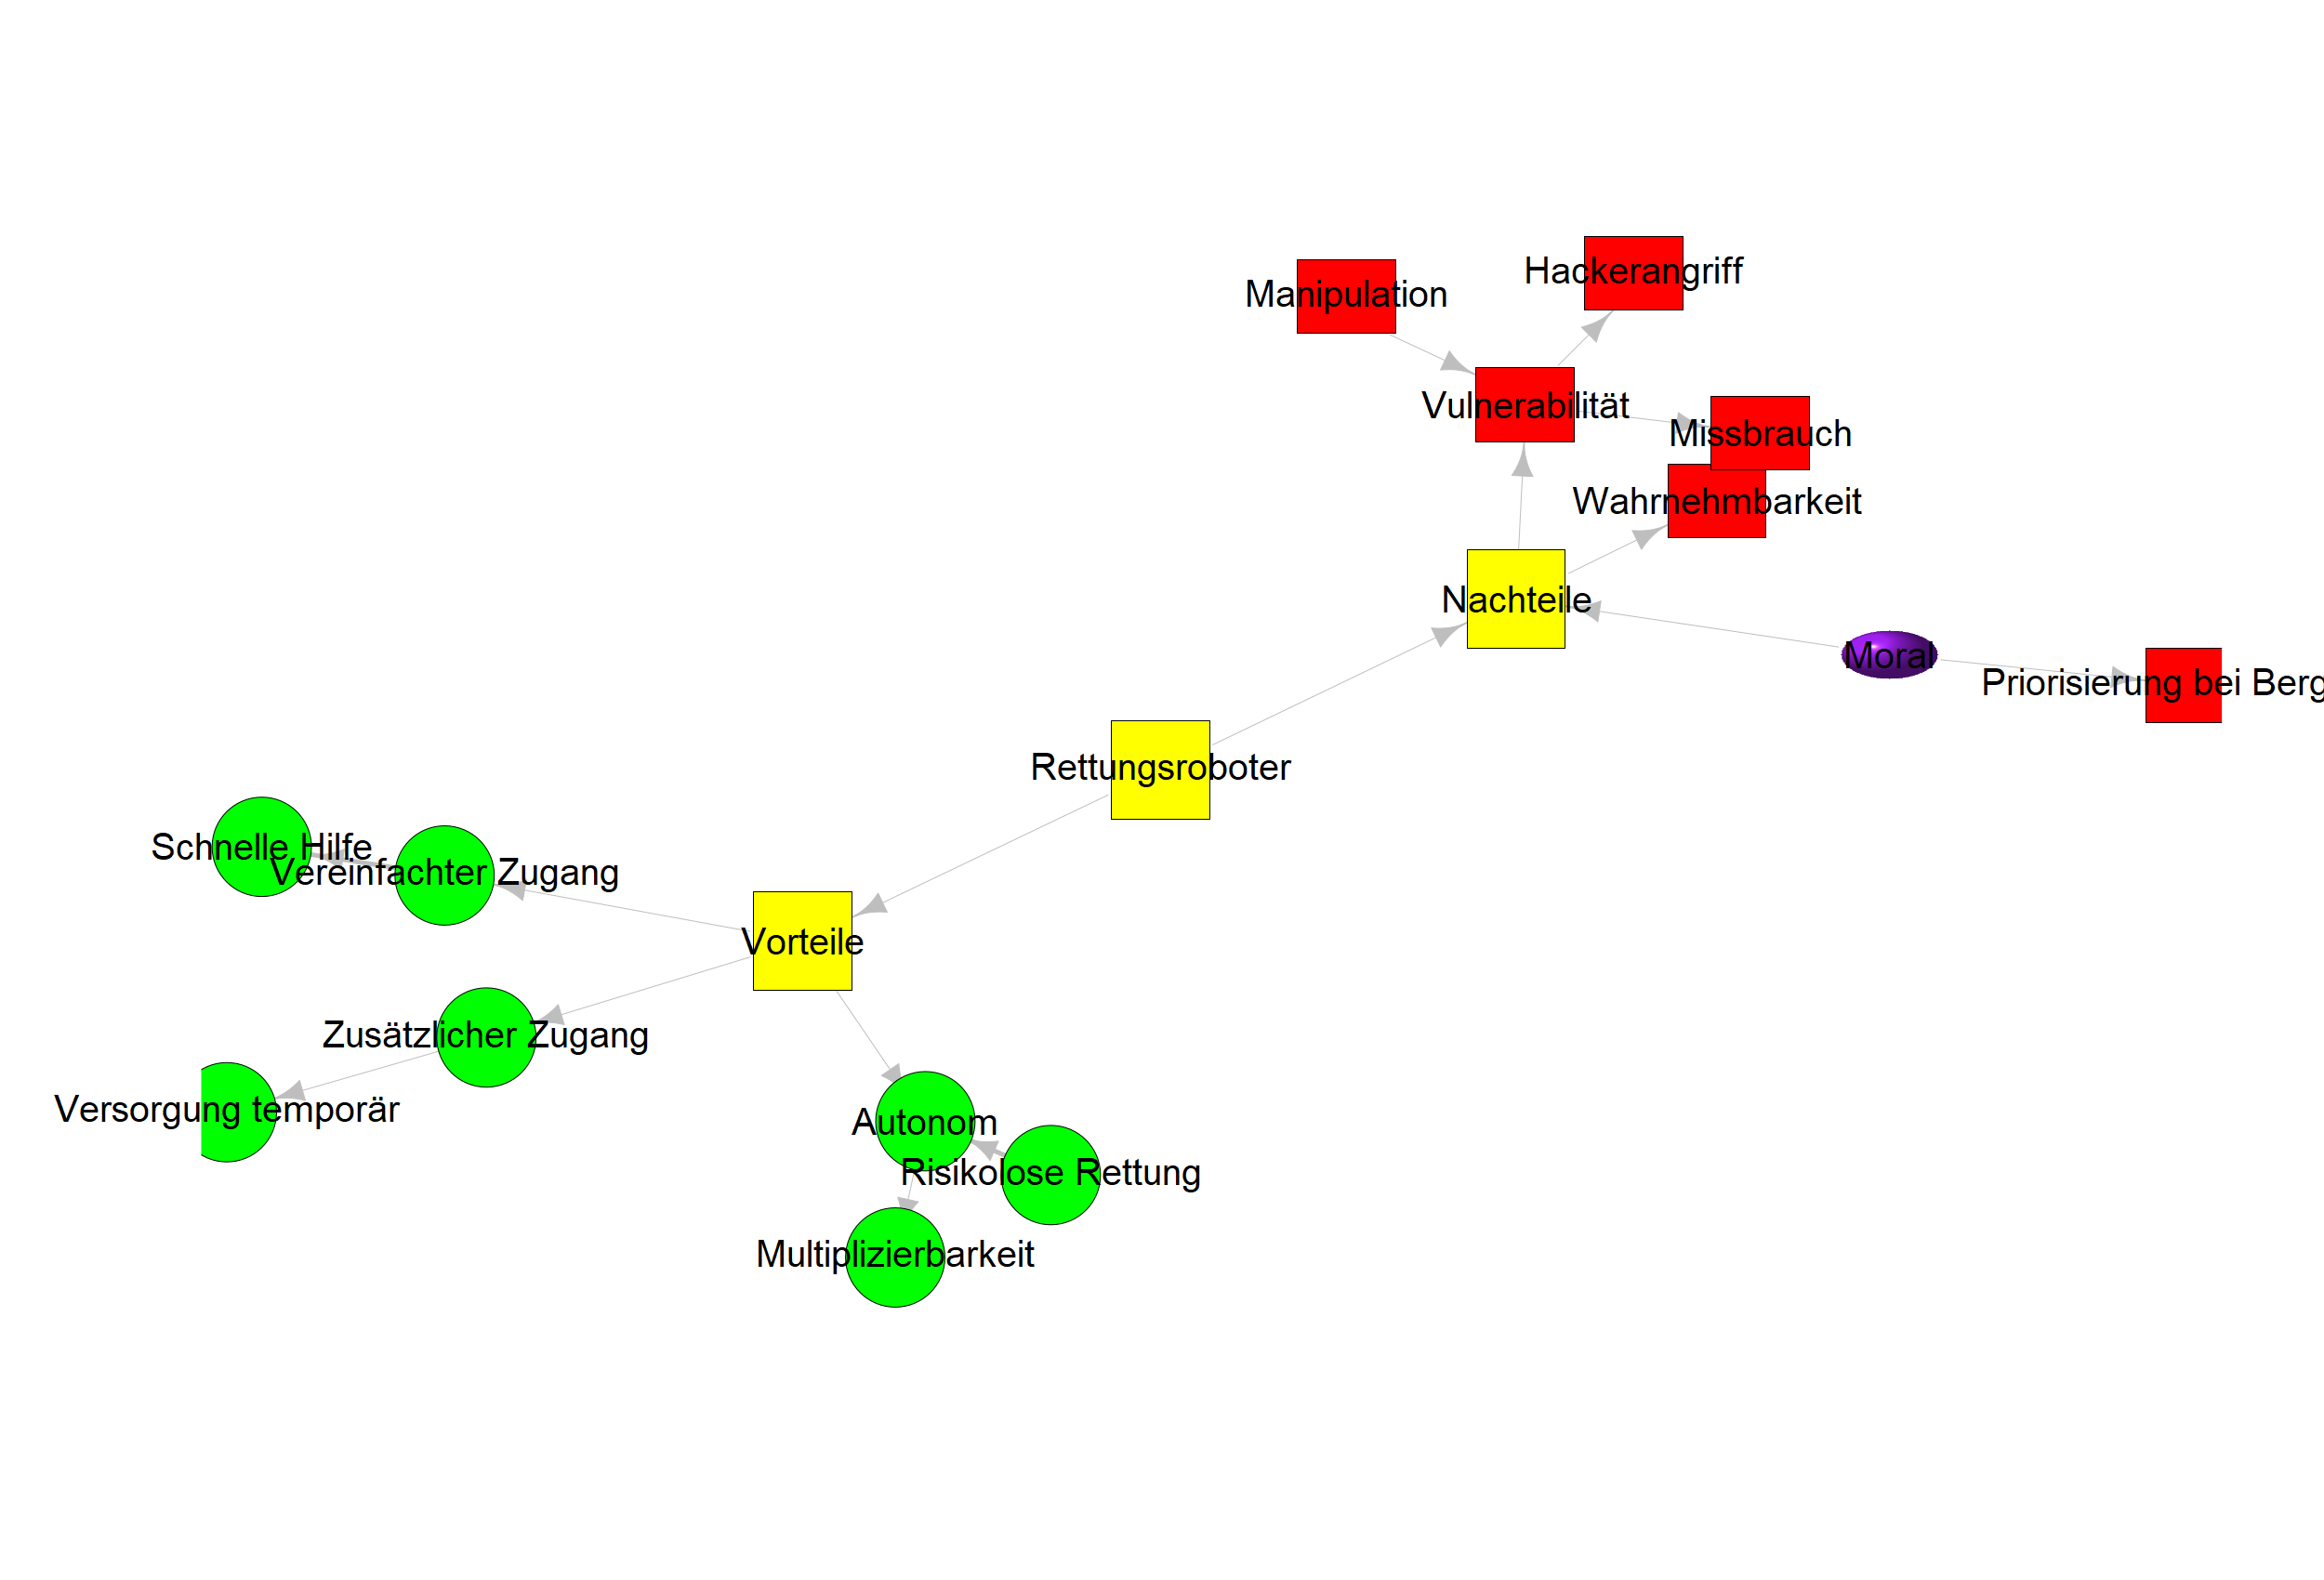 Hackerangriff
Manipulation
Vulnerabilität
Missbrauch
Wahrnehmbarkeit
Nachteile
Moral
Priorisierung bei Berg
Rettungsroboter
Schnelle Hilfe
Vereinfachter Zugang
Vorteile
Zusätzlicher Zugang
Versorgung temporär
Autonom
Risikolose Rettung
Multiplizierbarkeit